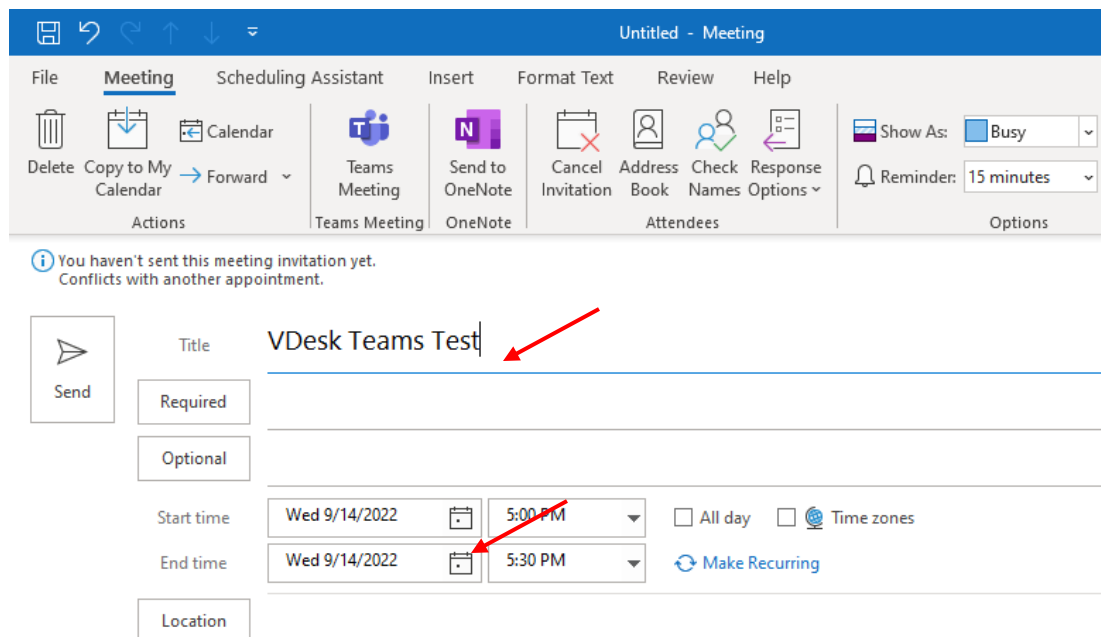 Untitled - Meeting
File Meeting Scheduling Assistant Insert Format Text Review Help
Calendar
Forward
Delete
Copy to My
Calendar
Actions
Teams
Meeting
Teams Meeting
N
Send to
OneNote
OneNote
Cancel
Invitation
Address
Book
Check
Names
Response
Options
Attendees
Show As: Busy
Reminder: 15 minutes
Options
You haven't sent this meeting invitation yet.
Conflicts with another appointment.
Send
Title VDesk Teams Test
Required
Optional
Start time Wed 9/14/2022 5:00 PM All day Time zones
End time Wed 9/14/2022 5:30 PM Make Recurring
Location